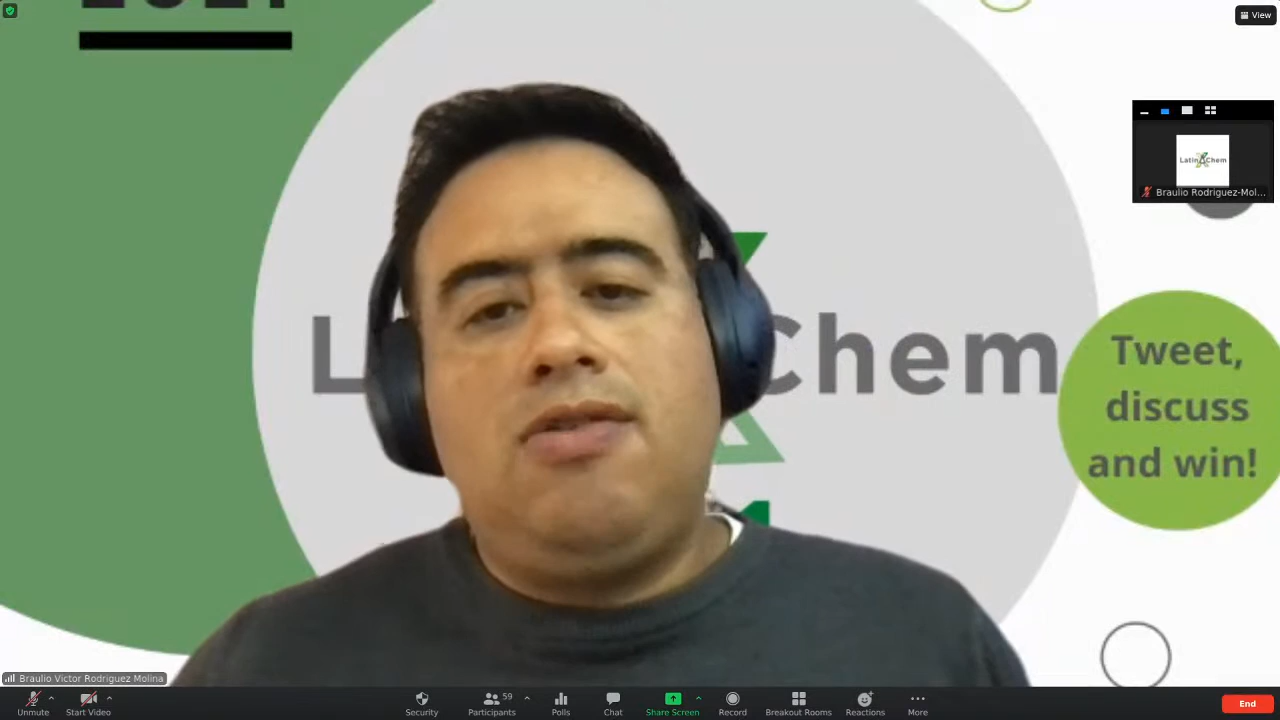 View
LatinXChem
Braulio Rodriguez-Mol...
Chem
Tweet,
discuss
and win!
Braulio Victor Rodriguez Molina
Unmute
Start Video
Security
Participants
59
Polls
Chat
Share Screen
Record
Breakout Rooms
Reactions
More
End